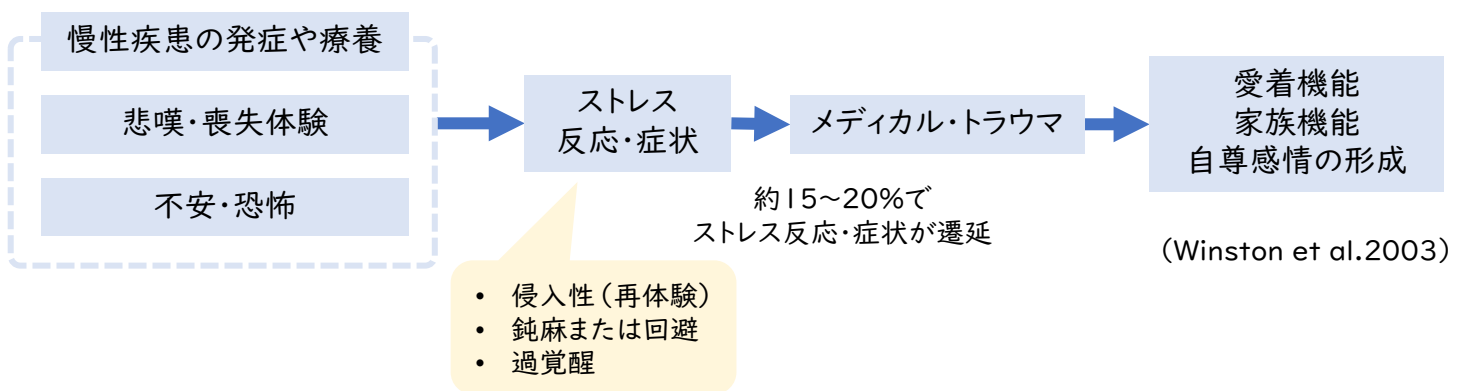 慢性疾患の発症や療養
悲嘆・喪失体験
不安・恐怖
ストレス
反応・症状
• 侵入性（再体験）
• 鈍麻または回避
• 過覚醒
メディカル・トラウマ
約15～20%で
ストレス反応・症状が遷延
愛着機能
家族機能
自尊感情の形成
（Winston et al.2003）